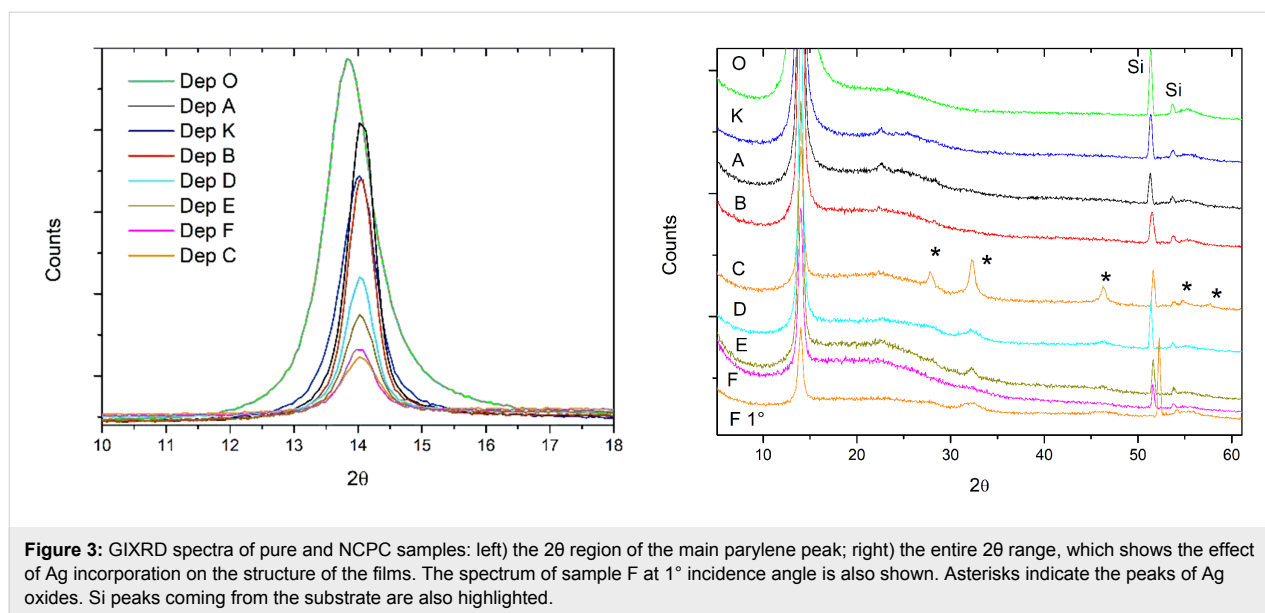 Dep O
Dep A
Dep K
Dep B
Dep D
Dep E
Dep F
Dep C
Counts
10 11 12 13 14 15 16 17 18
2θ
O
K
A
B
C
D
E
F
F 1°
Si
Si
* * * * *
Counts
10 20 30 40 50 60
2θ
Figure 3: GIXRD spectra of pure and NCPC samples: left) the 2θ region of the main parylene peak; right) the entire 2θ range, which shows the effect
of Ag incorporation on the structure of the films. The spectrum of sample F at 1° incidence angle is also shown. Asterisks indicate the peaks of Ag
oxides. Si peaks coming from the substrate are also highlighted.